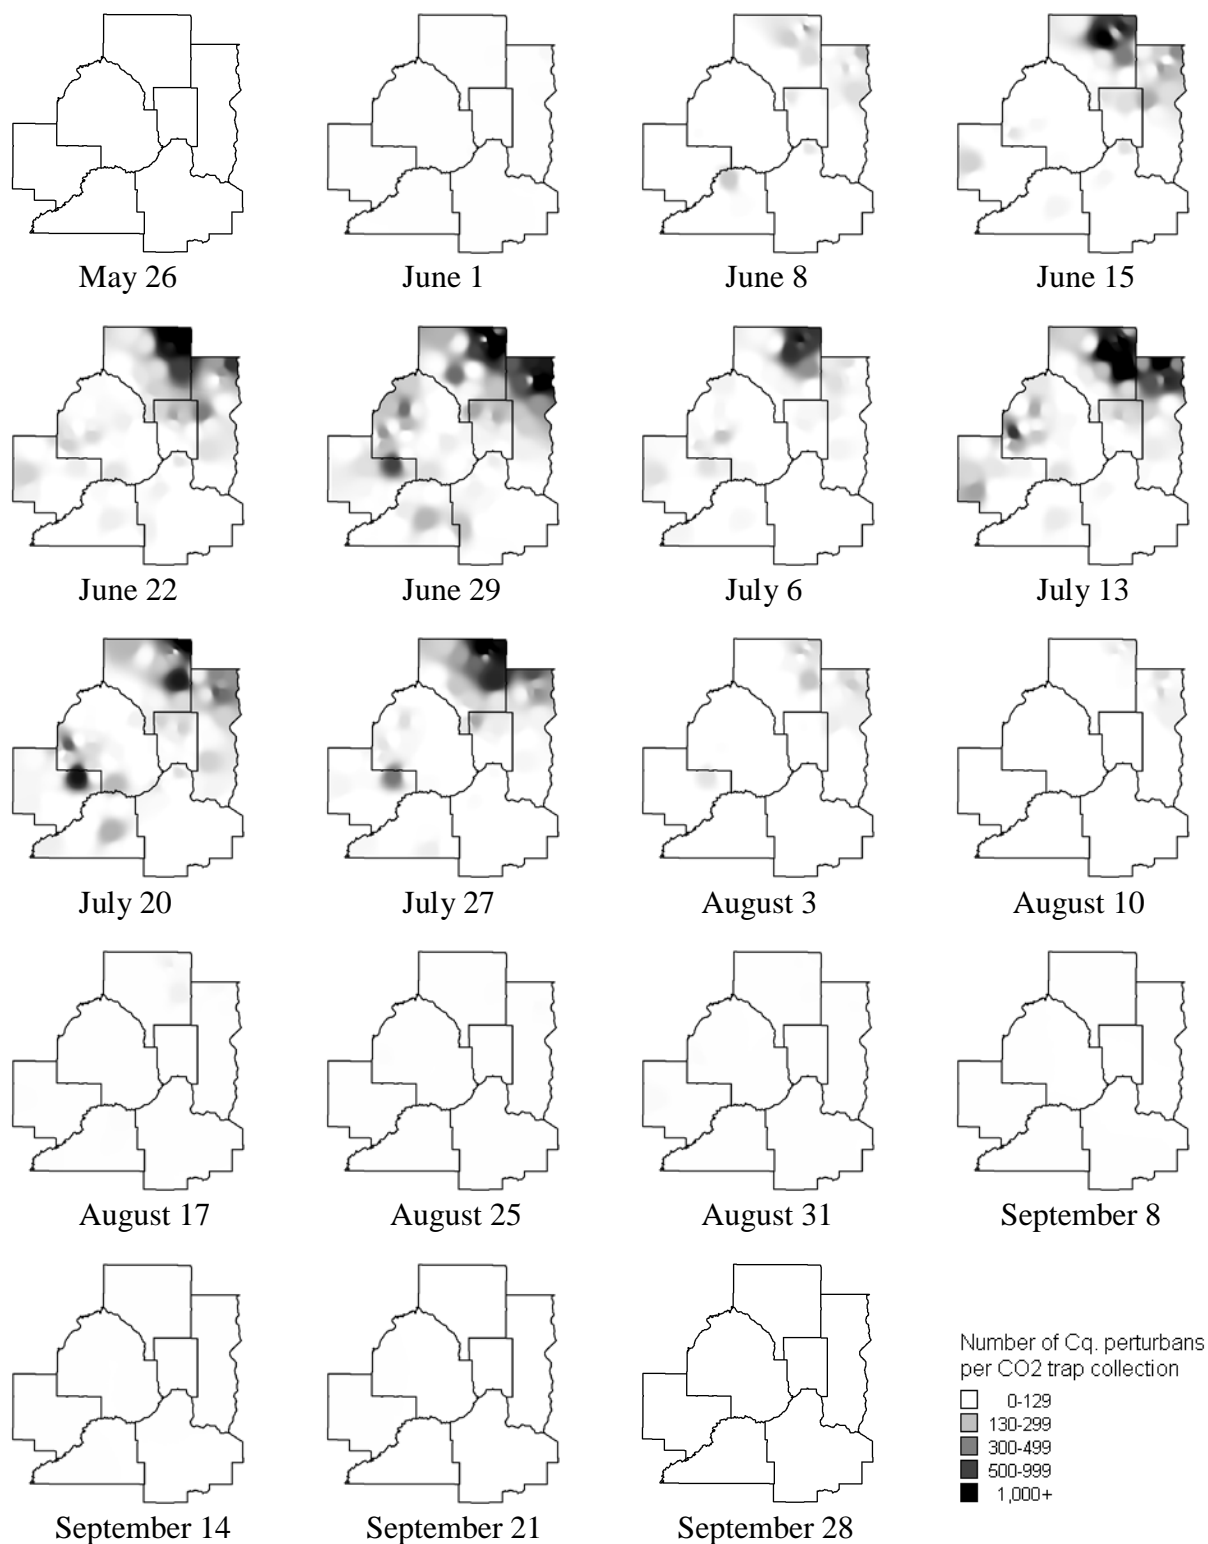 May 26
June 1
June 8
June 15
June 22
June 29
July 6
July 13
July 20
July 27
August 3
August 10
August 17
August 25
August 31
September 8
September 14
September 21
September 28
Number of Cq. perturbans
per CO2 trap collection
0-129
130-299
300-499
500-999
1,000+